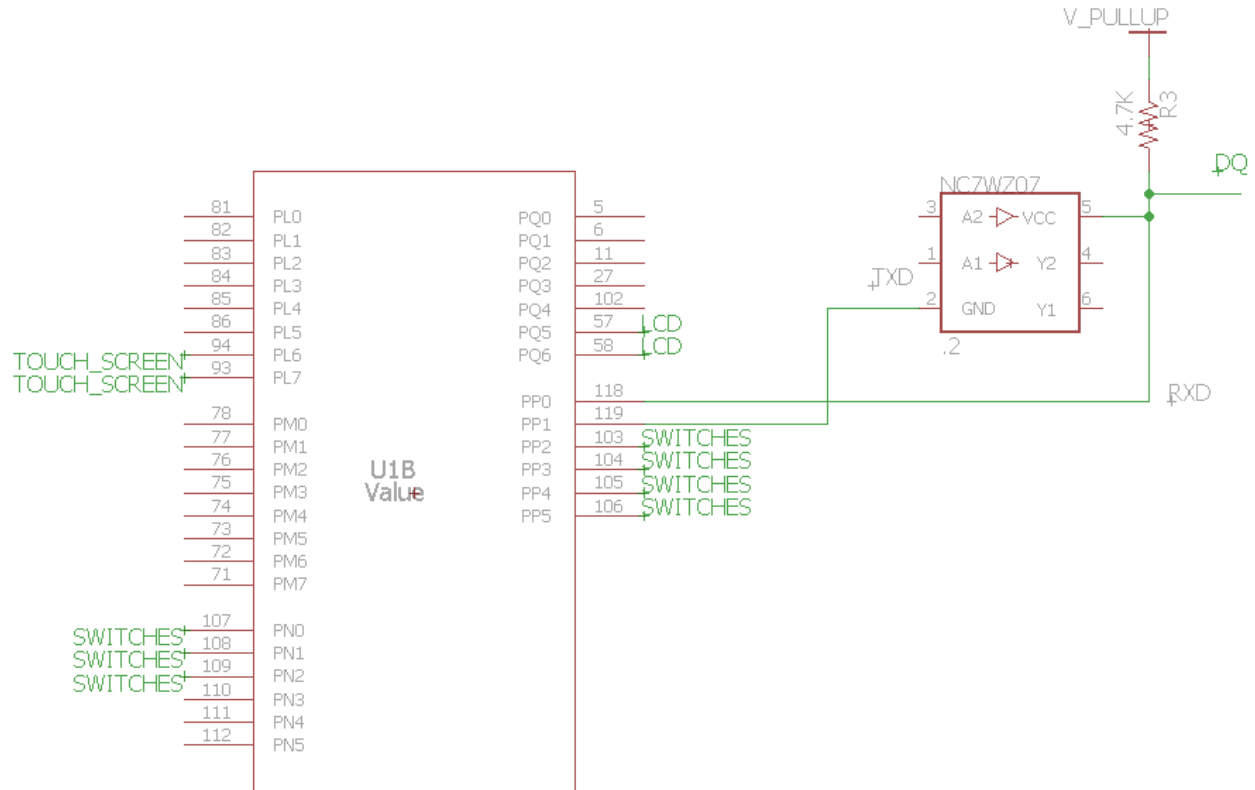 V_PULLUP
4.7K
R3
DQ
NC7WZ07
3 A2 VCC 5
1 A1 Y2 4
2 GND Y1 6
.2
TXD
RXD
81 PL0 PQ0 5
82 PL1 PQ1 6
83 PL2 PQ2 11
84 PL3 PQ3 27
85 PL4 PQ4 102
86 PL5 PQ5 57 LCD
TOUCH_SCREEN 94 PL6 PQ6 58 LCD
TOUCH_SCREEN 93 PL7
PP0 118
78 PM0 PP1 119
77 PM1 PP2 103 SWITCHES
76 PM2 PP3 104 SWITCHES
75 PM3 PP4 105 SWITCHES
74 PM4 PP5 106 SWITCHES
73 PM5
72 PM6
71 PM7
U1B
Value
SWITCHES 107 PN0
SWITCHES 108 PN1
SWITCHES 109 PN2
110 PN3
111 PN4
112 PN5